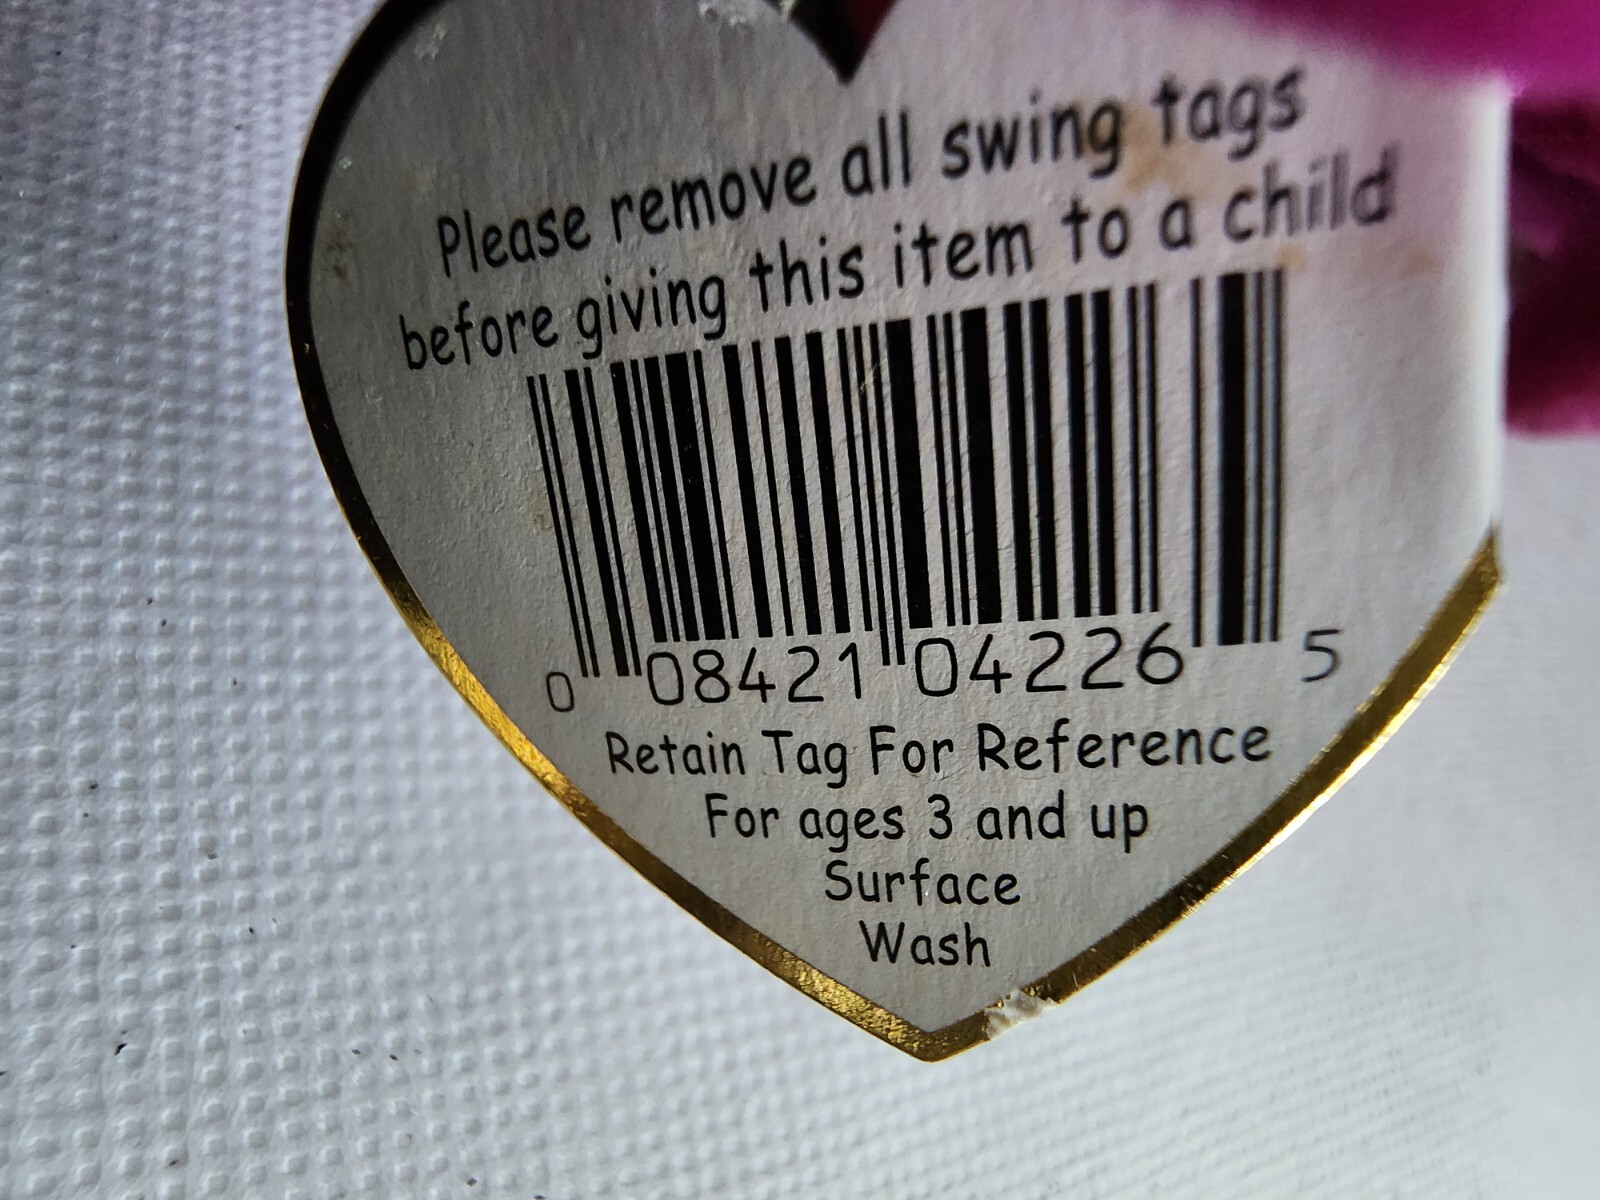 Please remove all swing tags
before giving this item to a child
0 08421 04226 5
Retain Tag For Reference
For ages 3 and up
Surface
Wash